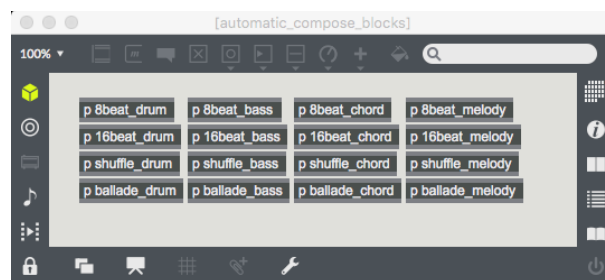 [automatic_compose_blocks]
100%
p 8beat_drum p 8beat_bass p 8beat_chord p 8beat_melody
p 16beat_drum p 16beat_bass p 16beat_chord p 16beat_melody
p shuffle_drum p shuffle_bass p shuffle_chord p shuffle_melody
p ballade_drum p ballade_bass p ballade_chord p ballade_melody